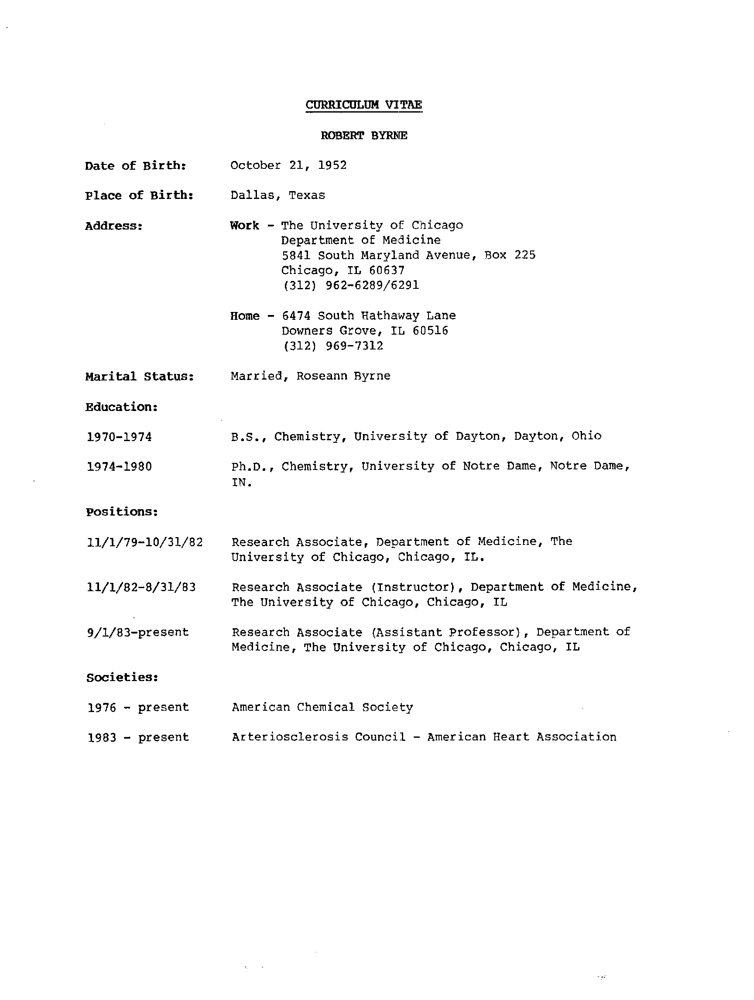 CURRICULUM VITAE
ROBERT BYRNE
Date of Birth: October 21, 1952
Place of Birth: Dallas, Texas
Address: Work - The University of Chicago
Department of Medicine
5841 South Maryland Avenue, Box 225
Chicago, IL 60637
(312) 962-6289/6291
Home - 6474 South Hathaway Lane
Downers Grove, IL 60516
(312) 969-7312
Marital Status: Married, Roseann Byrne
Education:
1970-1974 B.S., Chemistry, University of Dayton, Dayton, Ohio
1974-1980 Ph.D., Chemistry, University of Notre Dame, Notre Dame,
IN.
Positions:
11/1/79-10/31/82 Research Associate, Department of Medicine, The
University of Chicago, Chicago, IL.
11/1/82-8/31/83 Research Associate (Instructor), Department of Medicine,
The University of Chicago, Chicago, IL
9/1/83-present Research Associate (Assistant Professor), Department of
Medicine, The University of Chicago, Chicago, IL
Societies:
1976 - present American Chemical Society
1983 - present Arteriosclerosis Council - American Heart Association